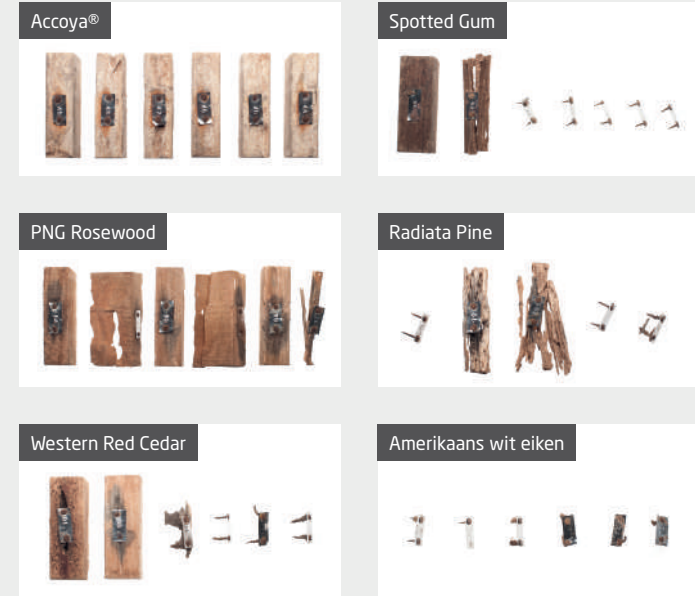 Accoya®
Spotted Gum
PNG Rosewood
Radiata Pine
Western Red Cedar
Amerikaans wit eiken